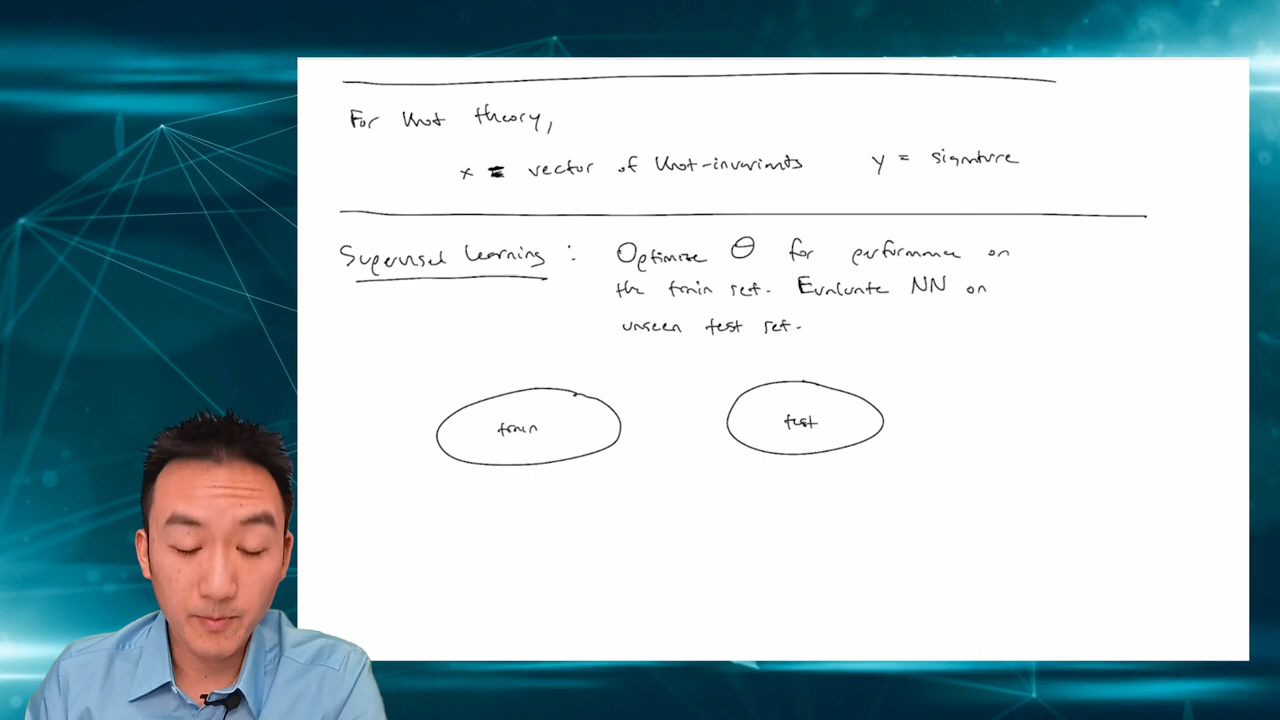 For knot theory,
x = vector of knot-invariants y = signature
Supervised learning : Optimize Θ for performance on
the train set. Evaluate NN on
unseen test set.
train test